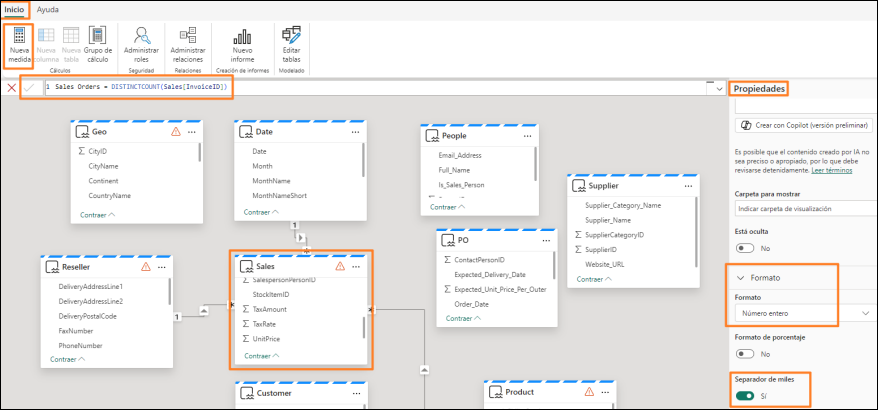 Inicio Ayuda
Nueva medida
Nueva columna
Nueva tabla
Grupo de cálculo
Administrar roles
Administrar relaciones
Nuevo informe
Editar tablas
Cálculos
Seguridad
Relaciones
Creación de informes
Modelado
1 Sales Orders = DISTINCTCOUNT(Sales[InvoiceID])
Geo
CityID
CityName
Continent
CountryName
Contraer
Date
Date
Month
MonthName
MonthNameShort
Contraer
People
Email_Address
Full_Name
Is_Sales_Person
Contraer
Supplier
Supplier_Category_Name
Supplier_Name
SupplierCategoryID
SupplierID
Website_URL
Contraer
PO
ContactPersonID
Expected_Delivery_Date
Expected_Unit_Price_Per_Outer
Order_Date
Contraer
Reseller
DeliveryAddressLine1
DeliveryAddressLine2
DeliveryPostalCode
FaxNumber
PhoneNumber
Contraer
1
1
*
*
*
Sales
SalespersonPersonID
StockItemID
TaxAmount
TaxRate
UnitPrice
Contraer
Customer
Product
Propiedades
Crear con Copilot (versión preliminar)
Es posible que el contenido creado por IA no
sea preciso o apropiado, por lo que debe
revisarse detenidamente. Leer términos
Carpeta para mostrar
Indicar carpeta de visualización
Está oculta
No
Formato
Formato
Número entero
Formato de porcentaje
No
Separador de miles
Sí